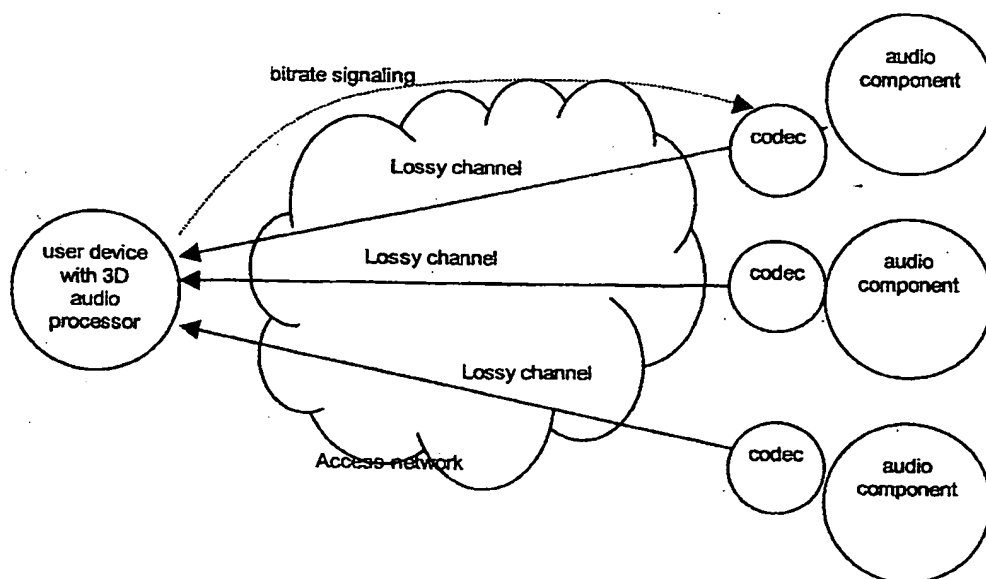 bitrate signaling
audio
component
codec
Lossy channel
user device
with 3D
audio
processor
Lossy channel
codec
audio
component
Lossy channel
Access network
codec
audio
component